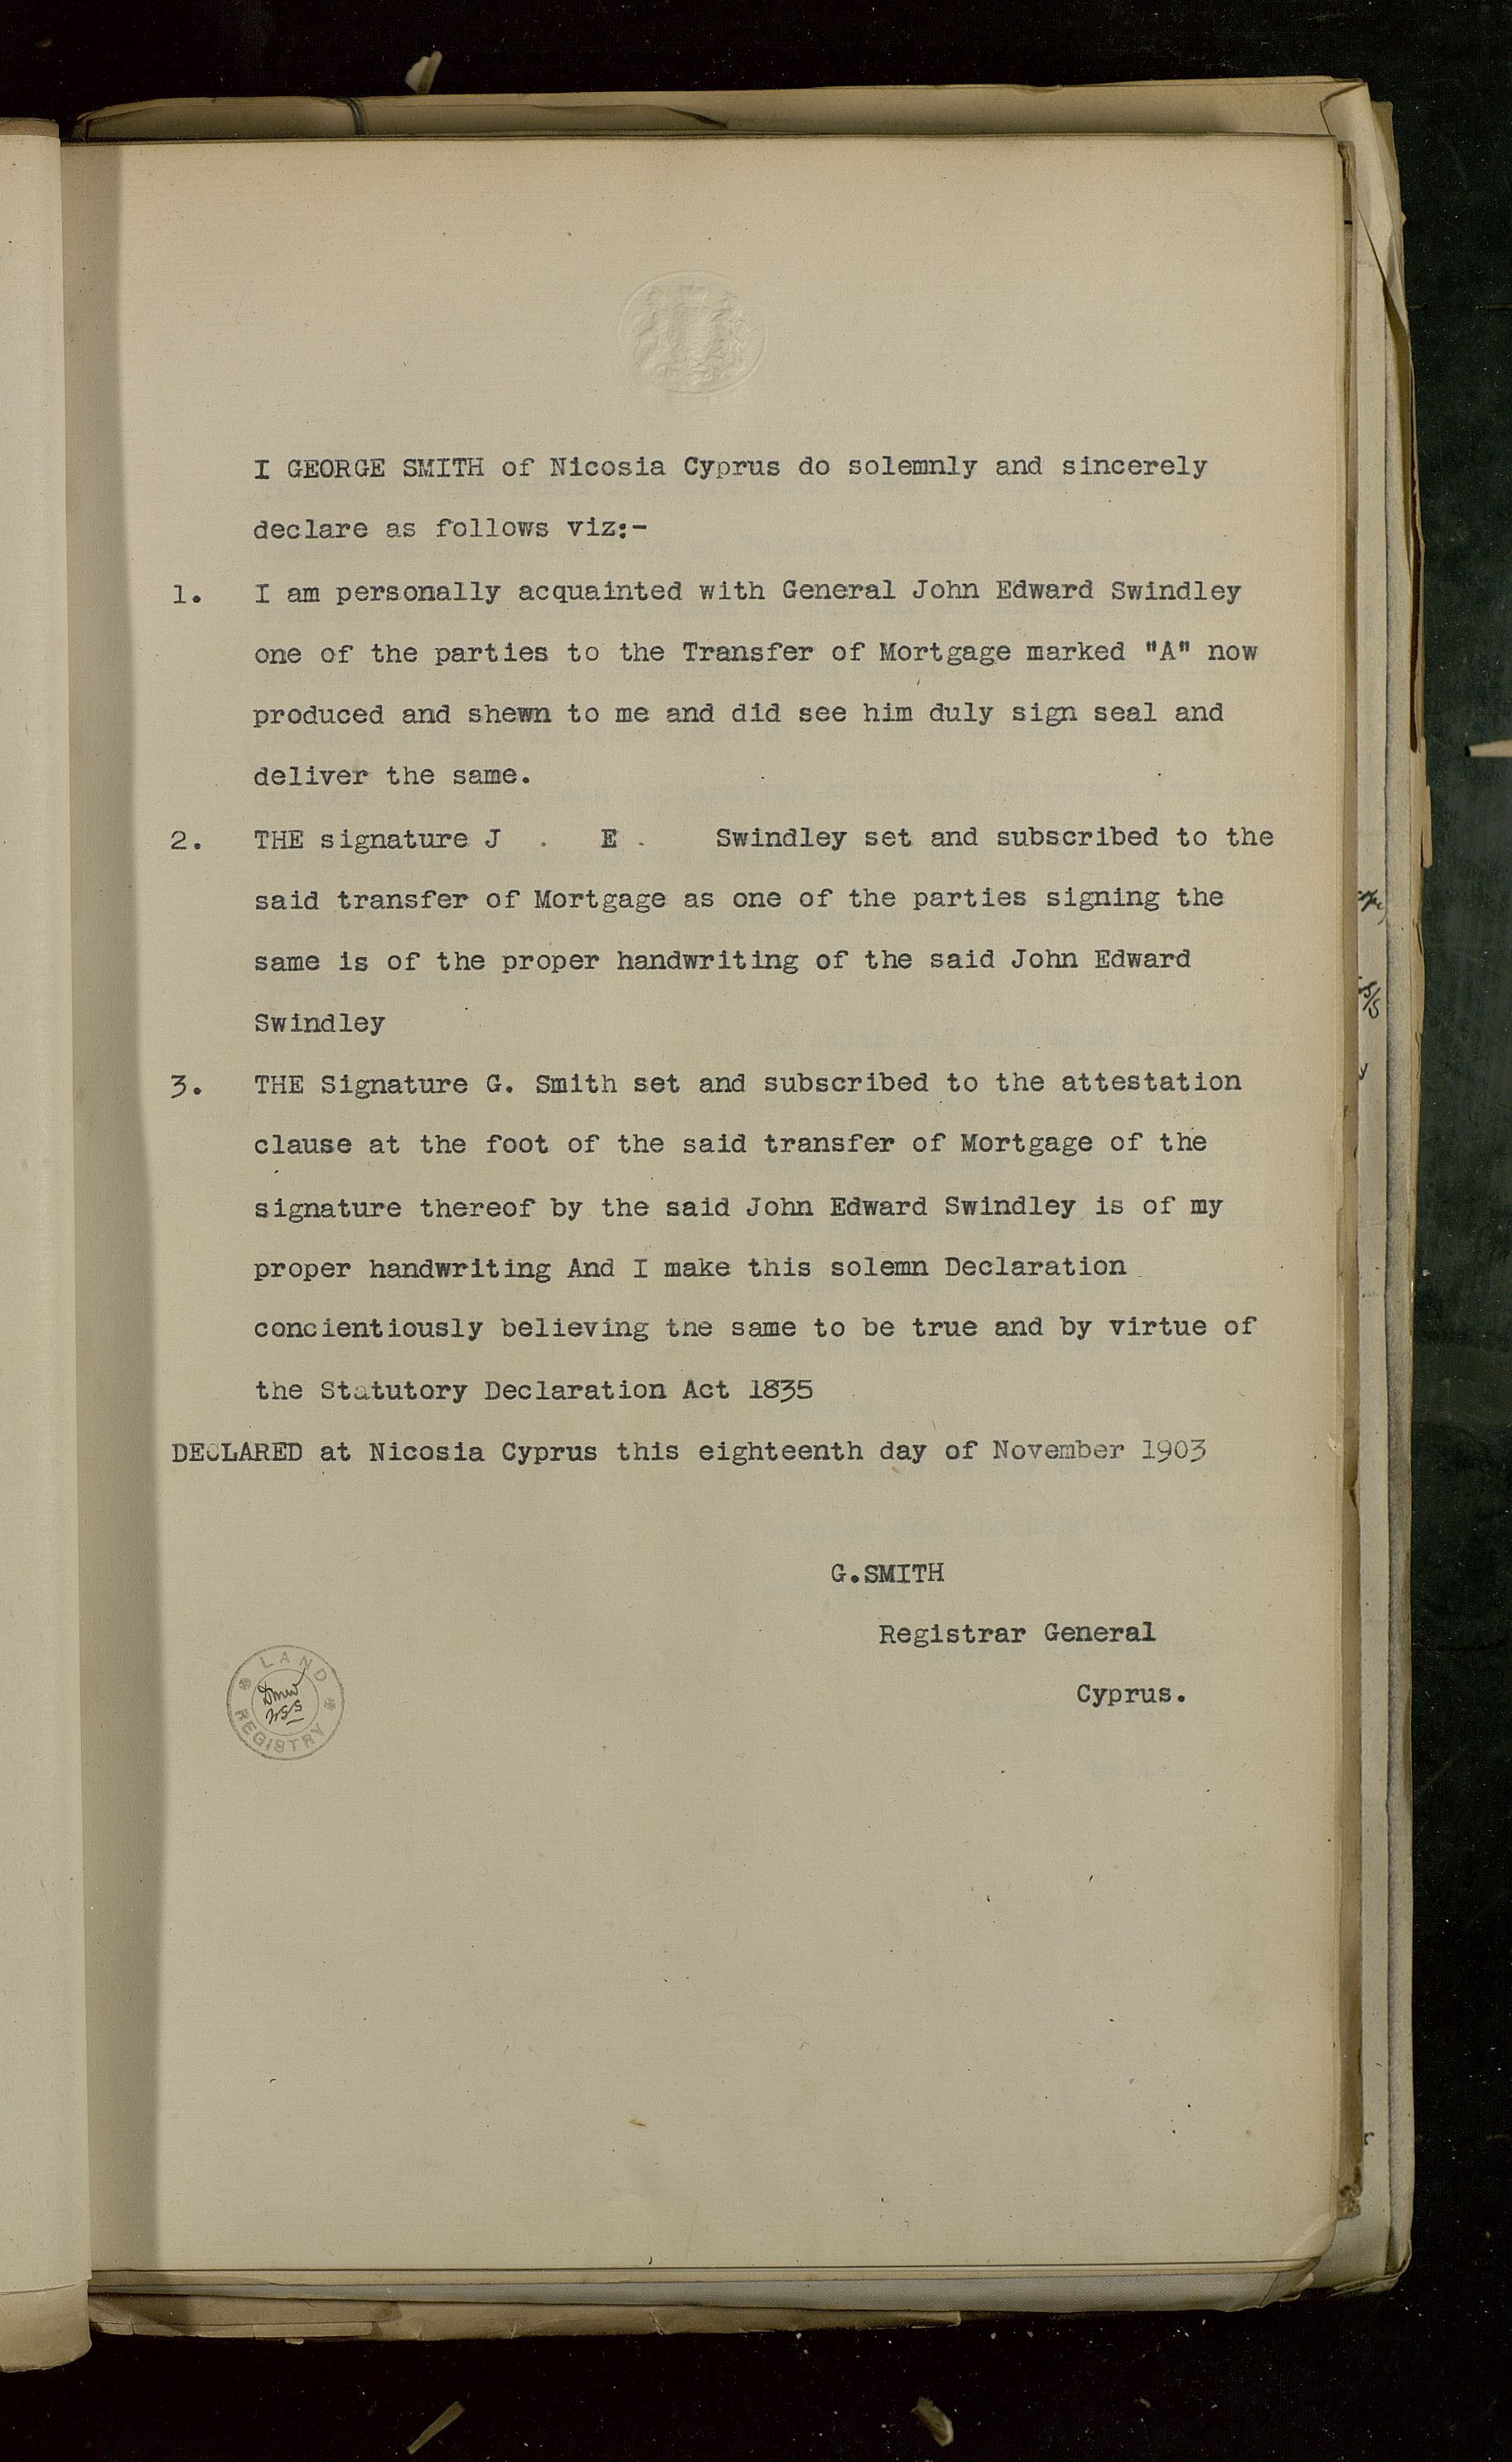 I GEORGE SMITH of Nicosia Cyprus do solemnly and sincerely
declare as follows viz:-
1. I am personally acquainted with General John Edward Swindley
one of the parties to the Transfer of Mortgage marked "A" now
produced and shewn to me and did see him duly sign seal and
deliver the same.
2. THE signature J . E . Swindley set and subscribed to the
said transfer of Mortgage as one of the parties signing the
same is of the proper handwriting of the said John Edward
Swindley
3. THE Signature G. Smith set and subscribed to the attestation
clause at the foot of the said transfer of Mortgage of the
signature thereof by the said John Edward Swindley is of my
proper handwriting And I make this solemn Declaration
concientiously believing the same to be true and by virtue of
the Statutory Declaration Act 1835
DECLARED at Nicosia Cyprus this eighteenth day of November 1903
G.SMITH
Registrar General
Cyprus.
LAND
REGISTRY